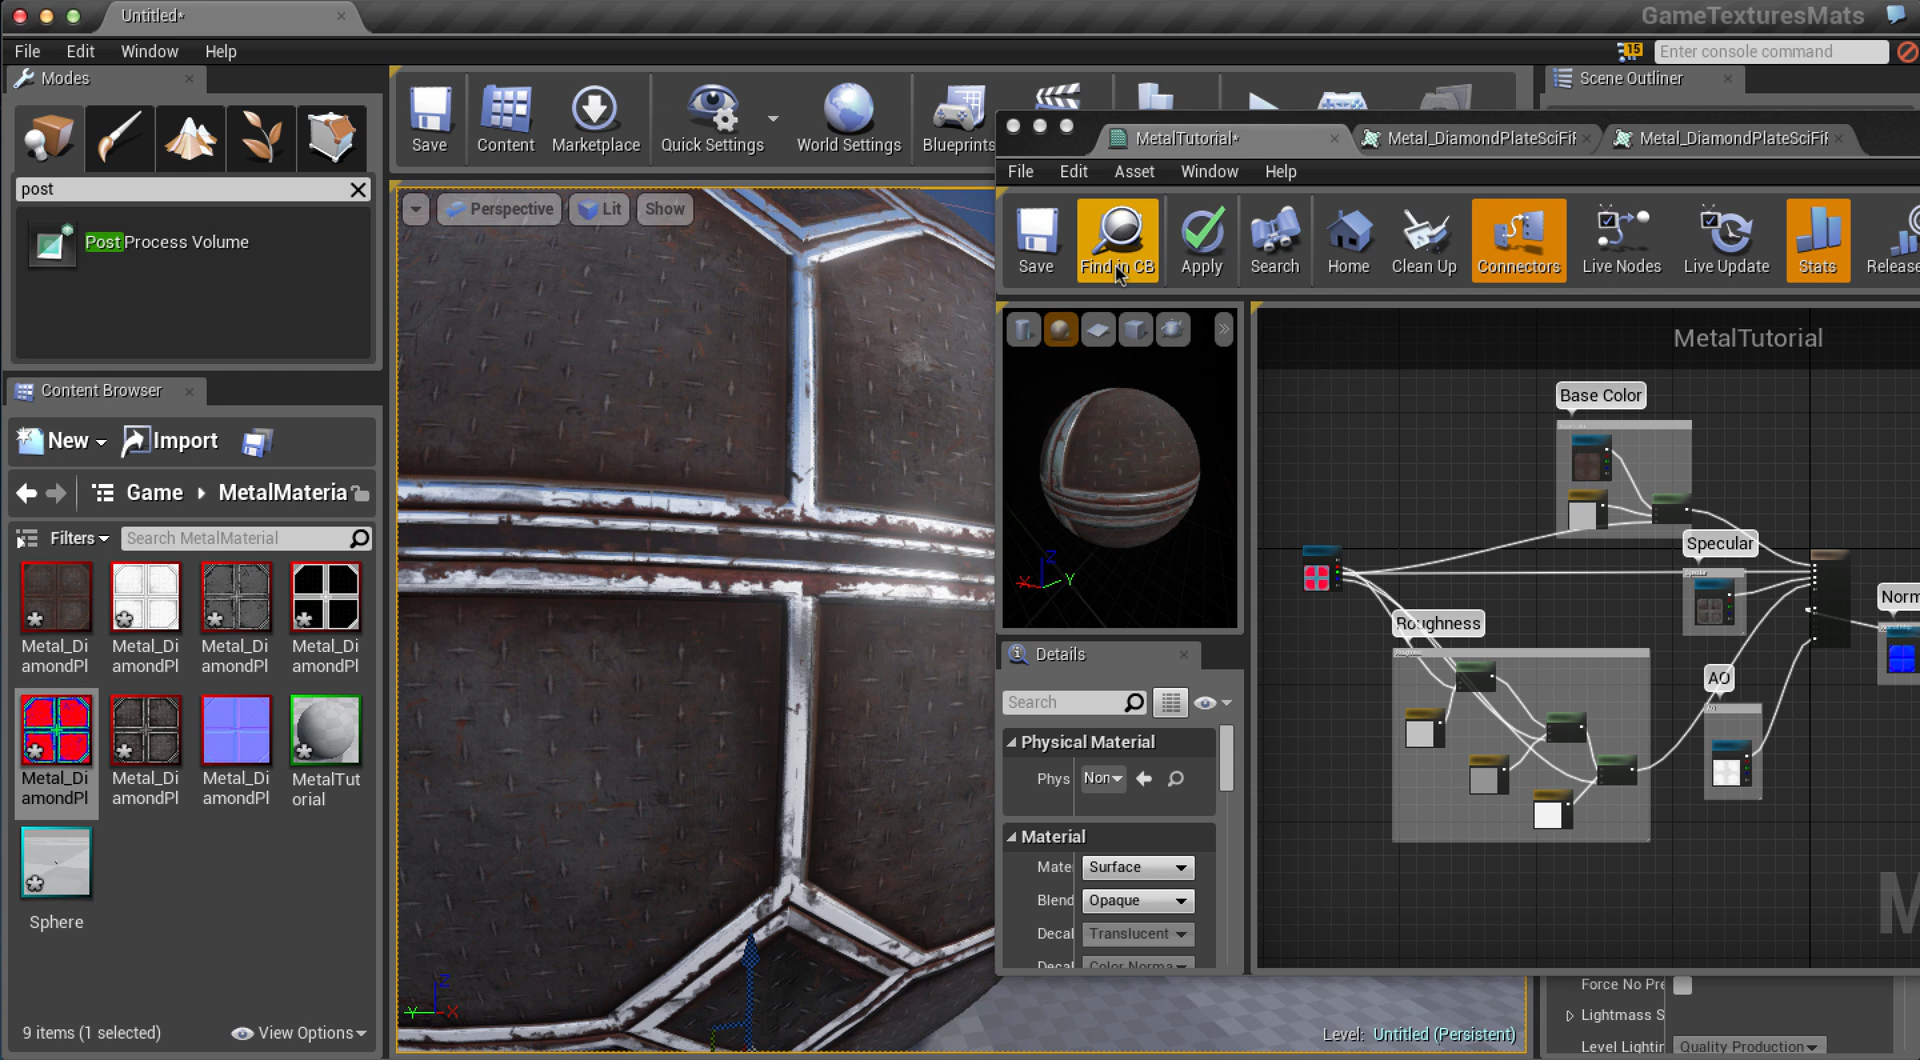 Untitled*
GameTexturesMats
File Edit Window Help
15
Enter console command
Modes
Scene Outliner
Save
Content
Marketplace
Quick Settings
World Settings
Blueprints
post
Post Process Volume
Perspective
Lit
Show
MetalTutorial*
Metal_DiamondPlateSciFi
Metal_DiamondPlateSciFi
File Edit Asset Window Help
Save
Find in CB
Apply
Search
Home
Clean Up
Connectors
Live Nodes
Live Update
Stats
Release
Content Browser
New
Import
Game
MetalMateria
Filters
Search MetalMaterial
Metal_Di
amondPl
Metal_Di
amondPl
Metal_Di
amondPl
Metal_Di
amondPl
Metal_Di
amondPl
Metal_Di
amondPl
Metal_Di
amondPl
MetalTut
orial
Sphere
9 items (1 selected)
View Options
MetalTutorial
Base Color
Specular
Norm
Roughness
AO
M
Z
X
Y
Details
Search
Physical Material
Phys
Non
Material
Mate
Surface
Blend
Opaque
Decal
Translucent
Decal
Color Norma
Z
Y
X
Level: Untitled (Persistent)
Force No Pre
Lightmass S
Level Lightin
Quality Production